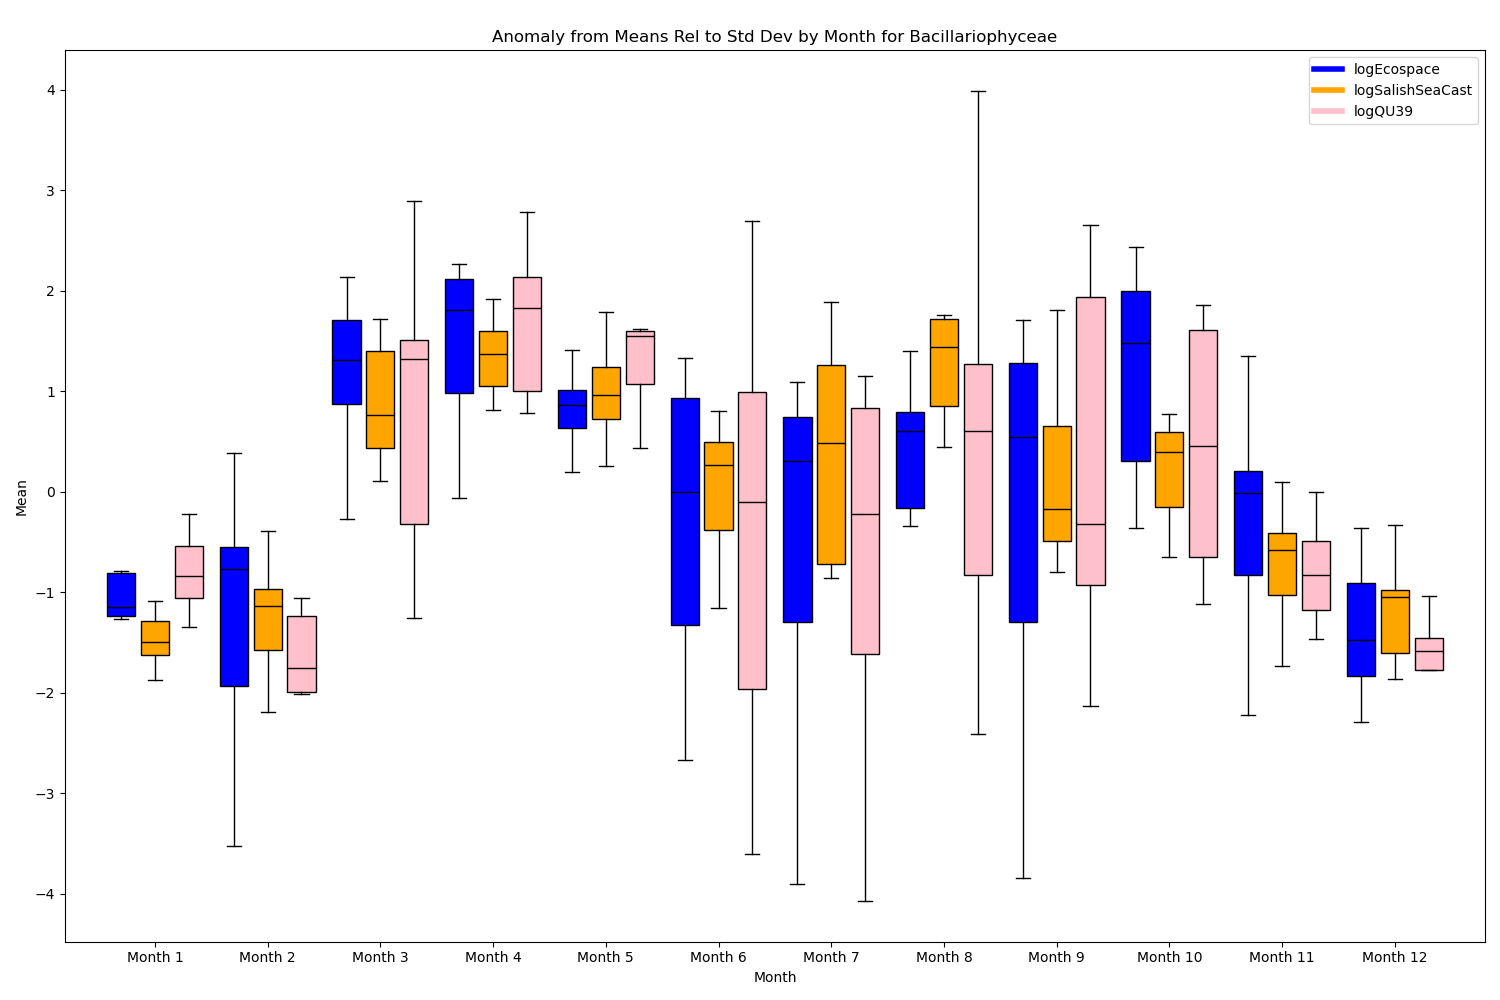 Anomaly from Means Rel to Std Dev by Month for Bacillariophyceae
logEcospace
logSalishSeaCast
logQU39
4
3
2
1
0
−1
−2
−3
−4
Mean
Month 1
Month 2
Month 3
Month 4
Month 5
Month 6
Month 7
Month 8
Month 9
Month 10
Month 11
Month 12
Month